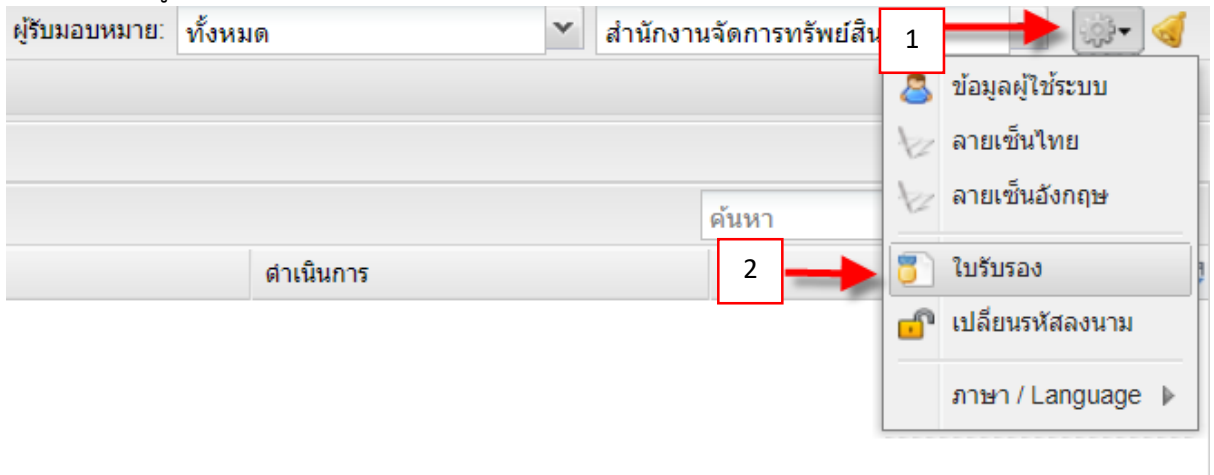 ผู้รับมอบหมาย: ทั้งหมด สำนักงานจัดการทรัพย์สิน 1
ข้อมูลผู้ใช้ระบบ
ลายเซ็นไทย
ลายเซ็นอังกฤษ
ค้นหา
ดำเนินการ 2 ใบรับรอง
เปลี่ยนรหัสลงนาม
ภาษา / Language